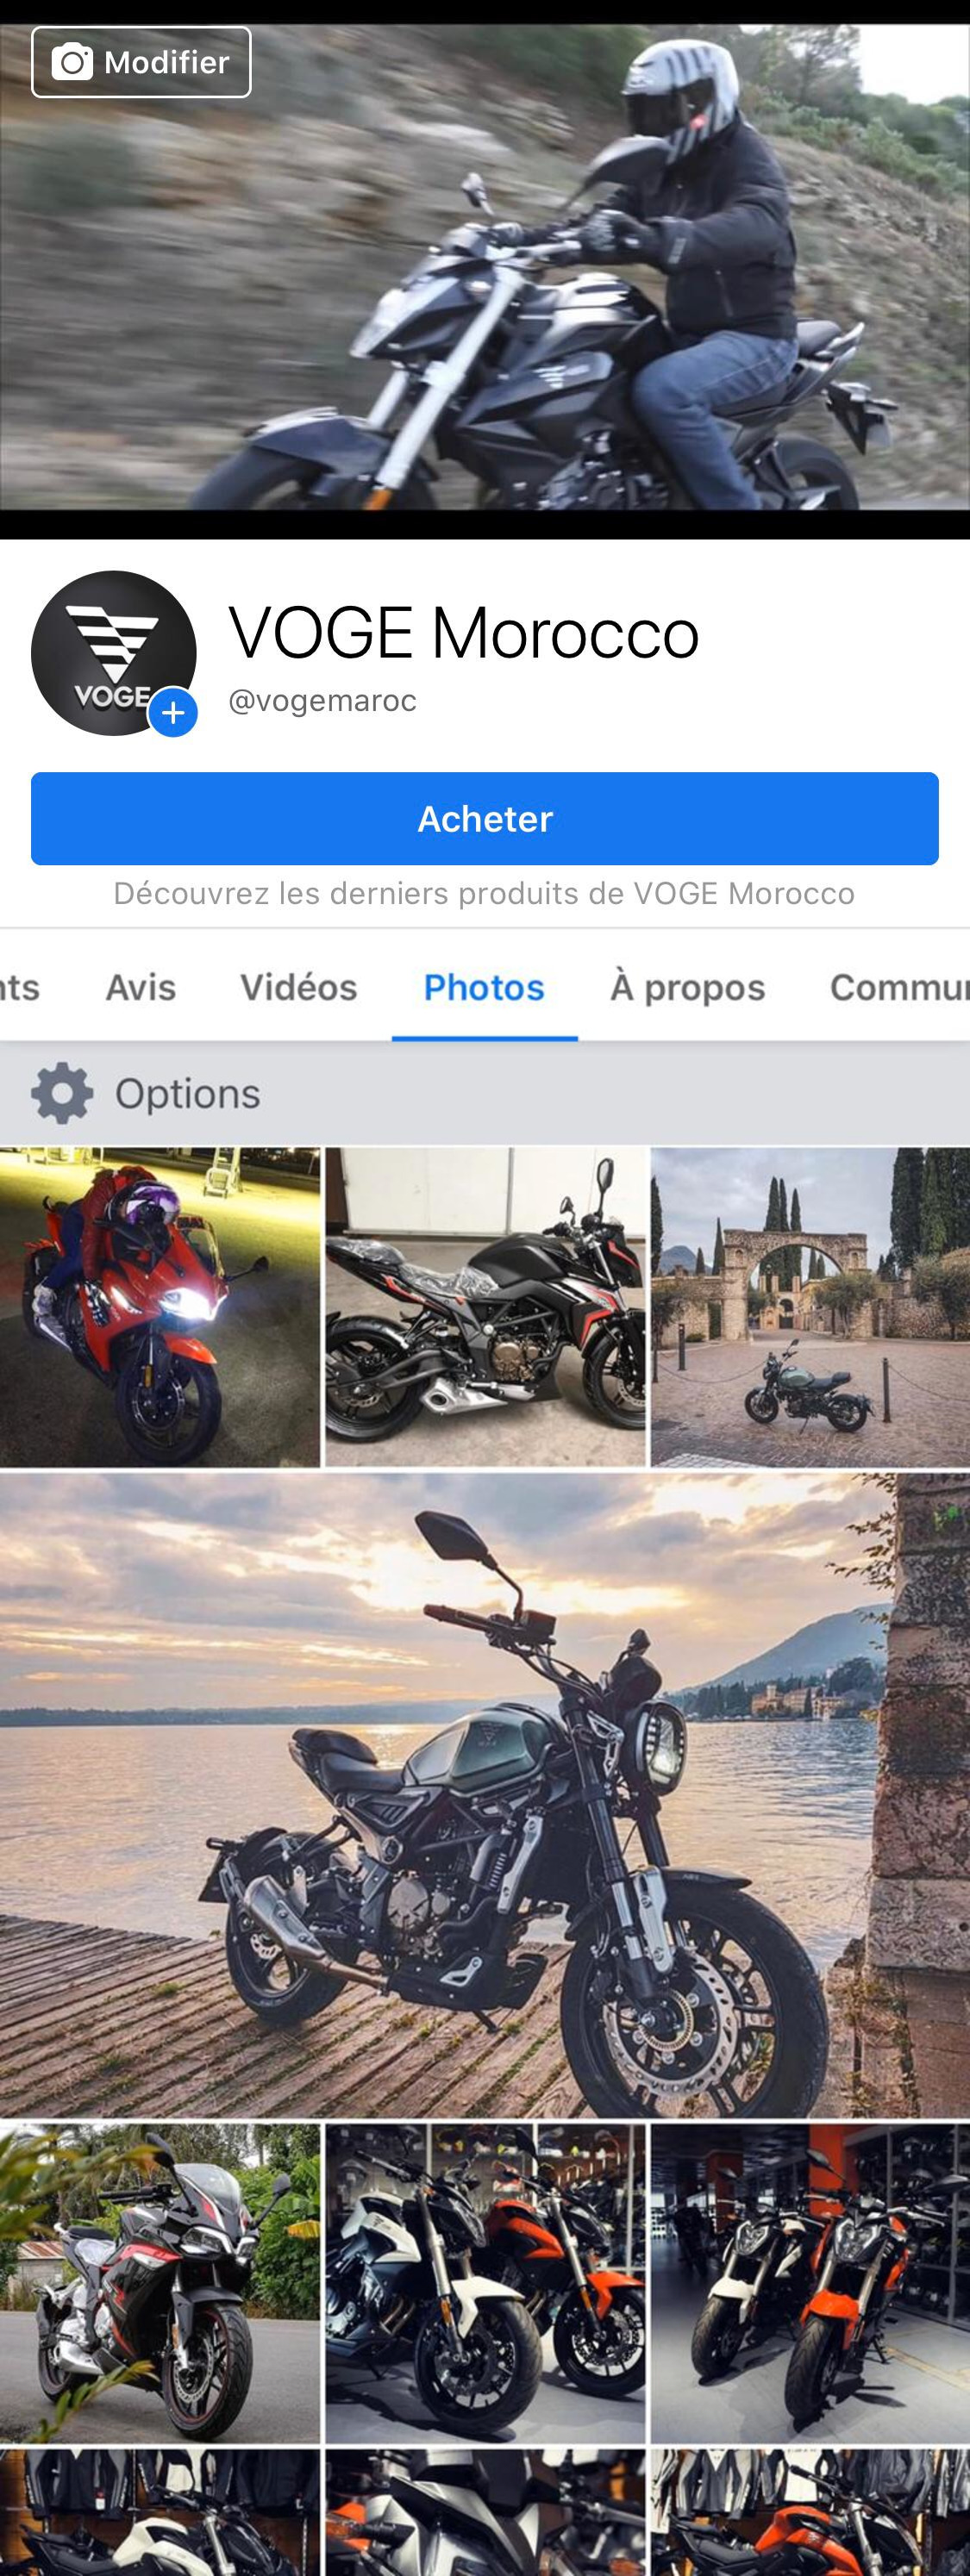 Modifier
VOGE
VOGE Morocco
@vogemaroc
Acheter
Découvrez les derniers produits de VOGE Morocco
nts Avis Vidéos Photos À propos Commun
Options